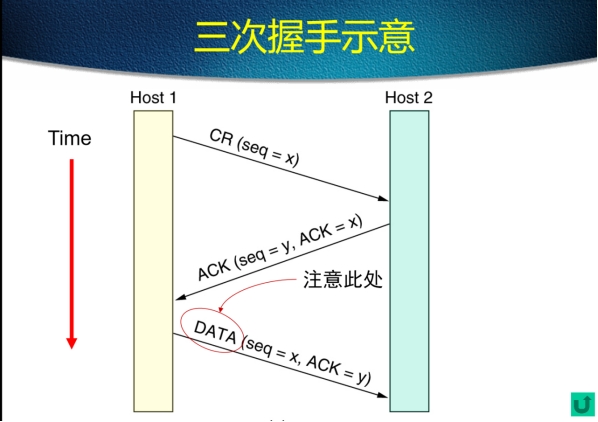 三次握手示意
Host 1
Host 2
Time
CR (seq = x)
ACK (seq = y, ACK = x)
注意此处
DATA (seq = x, ACK = y)